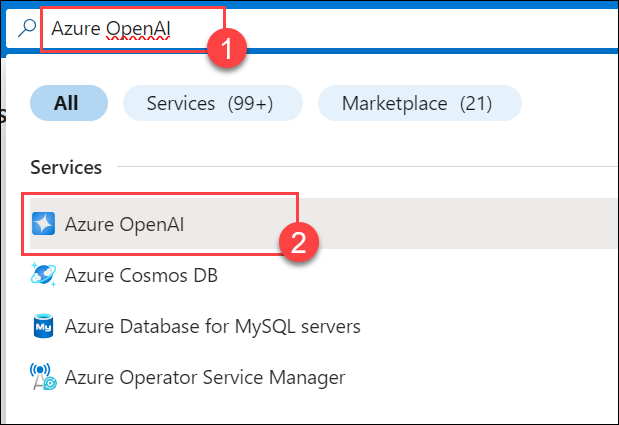 Azure OpenAI
1
All Services (99+) Marketplace (21)
Services
Azure OpenAI
2
Azure Cosmos DB
My Azure Database for MySQL servers
Azure Operator Service Manager